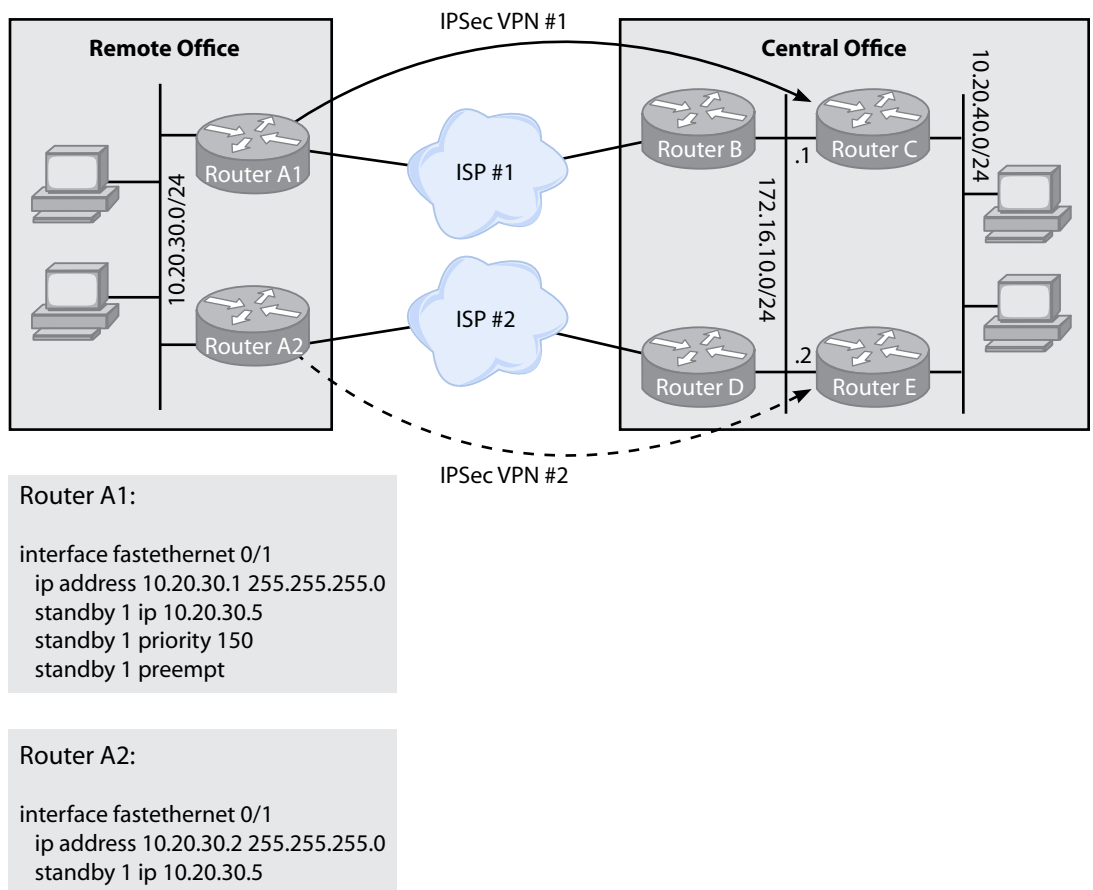 IPSec VPN #1
Remote Office
Central Office
Router A1
ISP #1
Router B
.1
Router C
10.20.40.0/24
10.20.30.0/24
172.16.10.0/24
Router A2
ISP #2
Router D
.2
Router E
IPSec VPN #2
Router A1:
interface fastethernet 0/1
ip address 10.20.30.1 255.255.255.0
standby 1 ip 10.20.30.5
standby 1 priority 150
standby 1 preempt
Router A2:
interface fastethernet 0/1
ip address 10.20.30.2 255.255.255.0
standby 1 ip 10.20.30.5